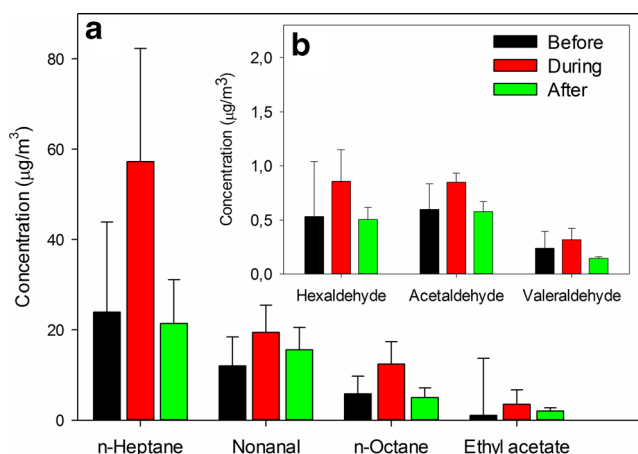 a
b
Before
During
After
Concentration (µg/m³)
80
60
40
20
0
n-Heptane
Nonanal
n-Octane
Ethyl acetate
Concentration (µg/m³)
2,0
1,5
1,0
0,5
0,0
Hexaldehyde
Acetaldehyde
Valeraldehyde